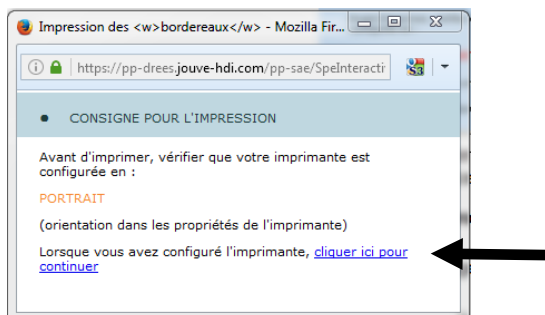 Impression des <w>bordereaux</w> - Mozilla Fir...
https://pp-drees.jouve-hdi.com/pp-sae/SpeInteracti
S3
• CONSIGNE POUR L'IMPRESSION
Avant d'imprimer, vérifier que votre imprimante est
configurée en :
PORTRAIT
(orientation dans les propriétés de l'imprimante)
Lorsque vous avez configuré l'imprimante, cliquer ici pour
continuer